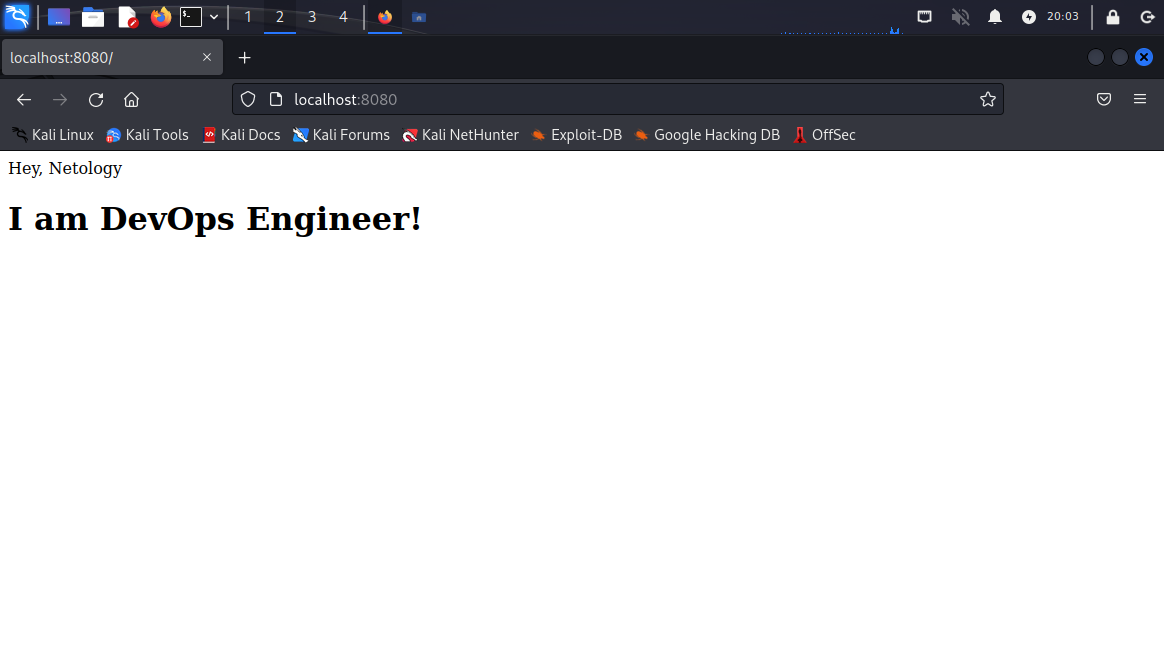 1 2 3 4 20:03
localhost:8080/
localhost:8080
Kali Linux Kali Tools Kali Docs Kali Forums Kali NetHunter Exploit-DB Google Hacking DB OffSec
Hey, Netology
I am DevOps Engineer!